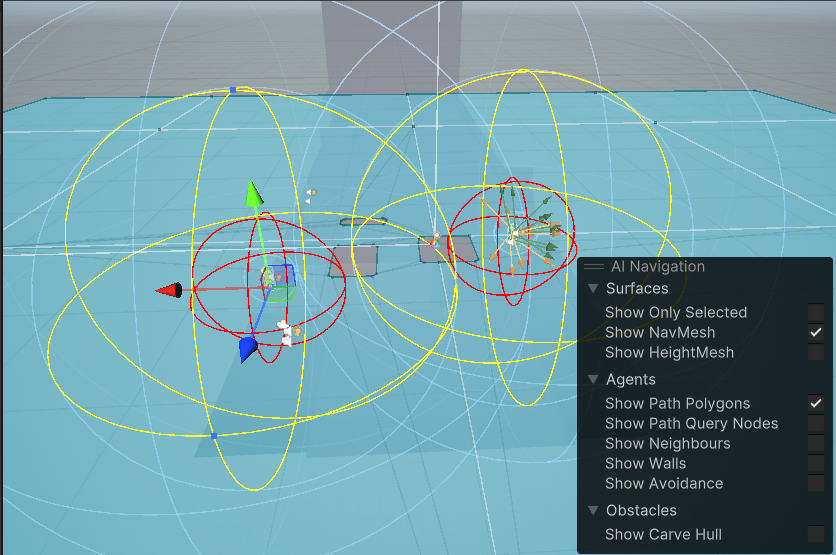 AI Navigation
Surfaces
Show Only Selected
Show NavMesh
Show HeightMesh
Agents
Show Path Polygons
Show Path Query Nodes
Show Neighbours
Show Walls
Show Avoidance
Obstacles
Show Carve Hull